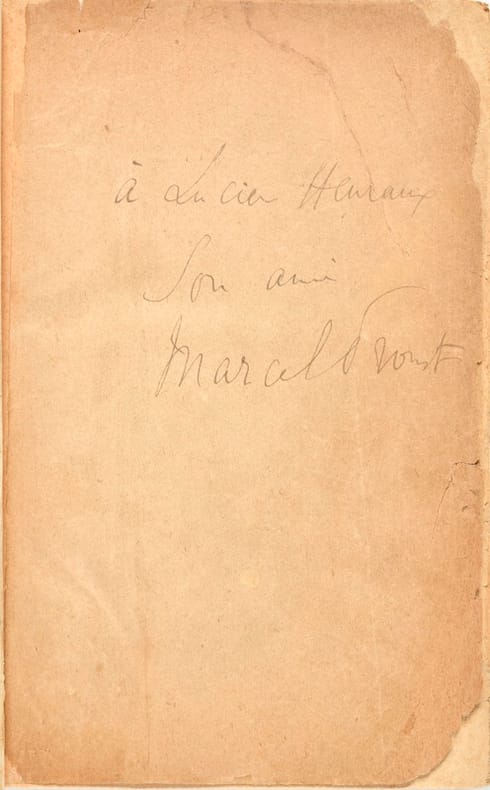 à Lucien Henraux
Son ami
Marcel Proust